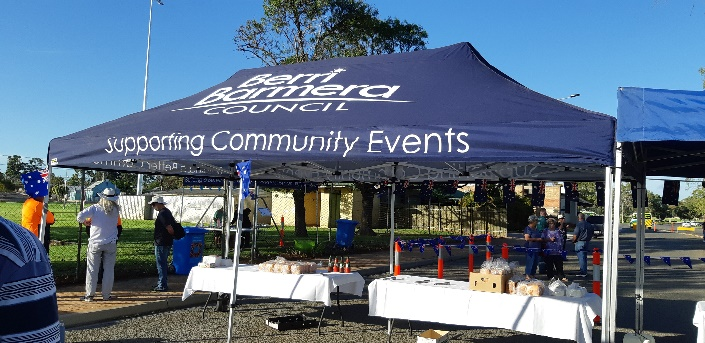 Berri
Barmera
COUNCIL
Supporting Community Events